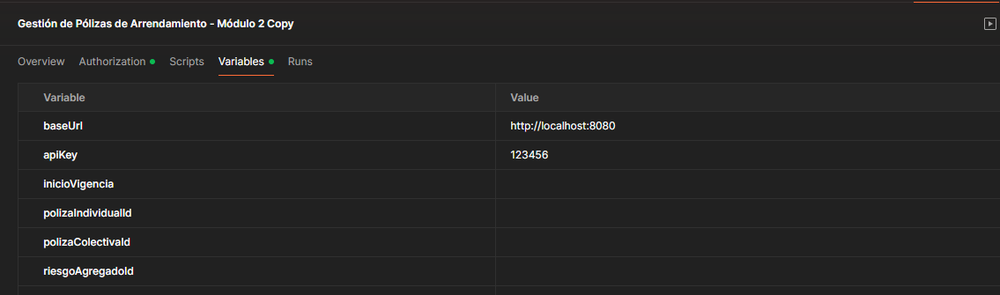 Gestión de Pólizas de Arrendamiento - Módulo 2 Copy
Overview Authorization Scripts Variables Runs
Variable Value
baseUrl http://localhost:8080
apiKey 123456
inicioVigencia
polizaIndividualId
polizaColectivaId
riesgoAgregadoId